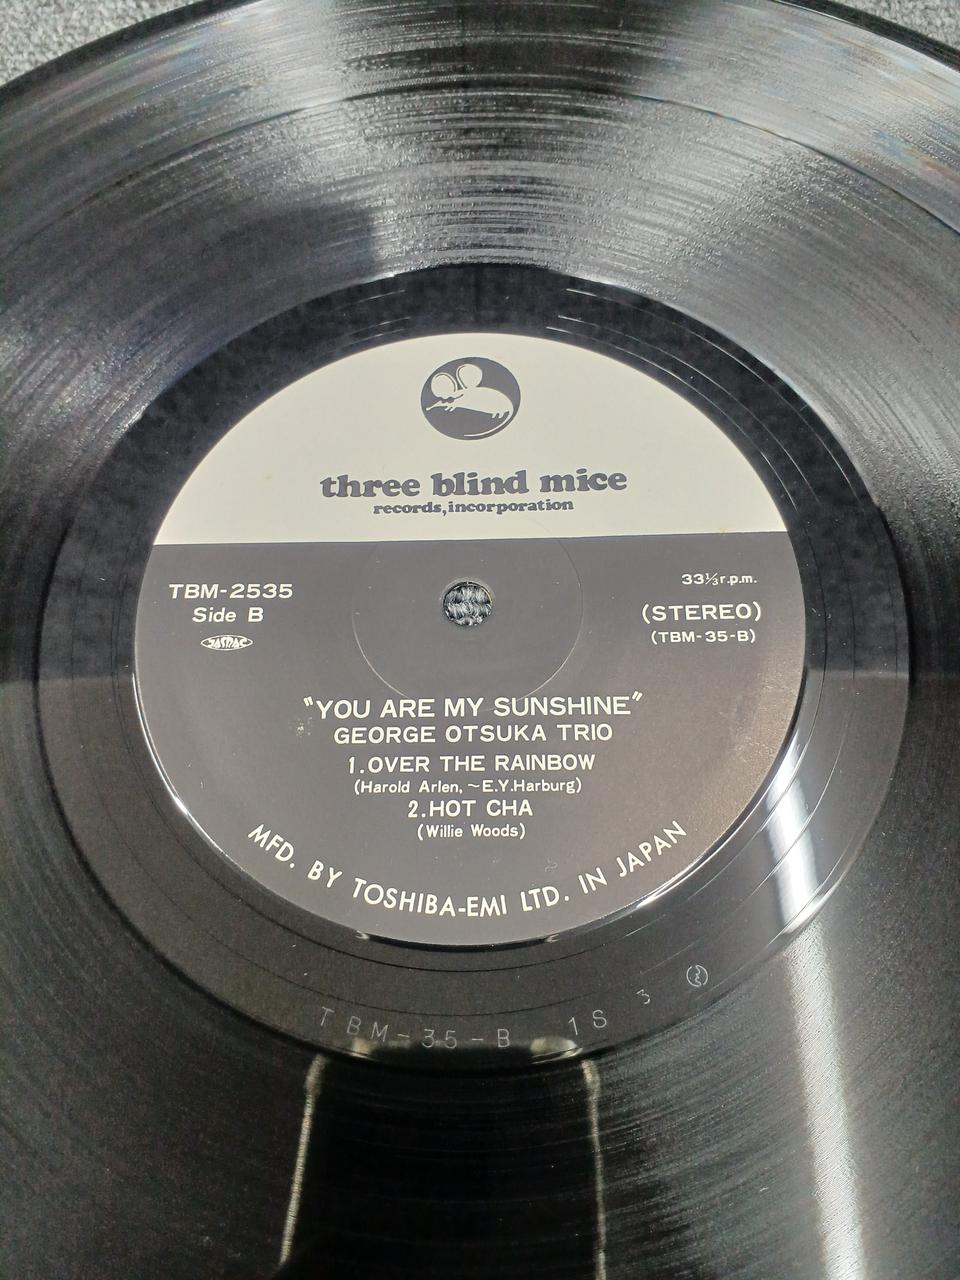 three blind mice
records, incorporation
TBM-2535
Side B
JASRAC
33⅓ r.p.m.
(STEREO)
(TBM-35-B)
"YOU ARE MY SUNSHINE"
GEORGE OTSUKA TRIO
1.OVER THE RAINBOW
(Harold Arlen, ~E.Y.Harburg)
2.HOT CHA
(Willie Woods)
MFD. BY TOSHIBA-EMI LTD. IN JAPAN
TBM-35-B 1S 3